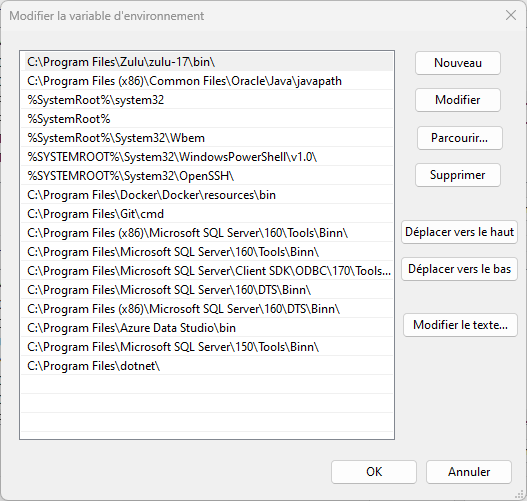 Modifier la variable d'environnement
C:\Program Files\Zulu\zulu-17\bin\
C:\Program Files (x86)\Common Files\Oracle\Java\javapath
%SystemRoot%\system32
%SystemRoot%
%SystemRoot%\System32\Wbem
%SYSTEMROOT%\System32\WindowsPowerShell\v1.0\
%SYSTEMROOT%\System32\OpenSSH\
C:\Program Files\Docker\Docker\resources\bin
C:\Program Files\Git\cmd
C:\Program Files (x86)\Microsoft SQL Server\160\Tools\Binn\
C:\Program Files\Microsoft SQL Server\160\Tools\Binn\
C:\Program Files\Microsoft SQL Server\Client SDK\ODBC\170\Tools...
C:\Program Files\Microsoft SQL Server\160\DTS\Binn\
C:\Program Files (x86)\Microsoft SQL Server\160\DTS\Binn\
C:\Program Files\Azure Data Studio\bin
C:\Program Files\Microsoft SQL Server\150\Tools\Binn\
C:\Program Files\dotnet\
Nouveau
Modifier
Parcourir...
Supprimer
Déplacer vers le haut
Déplacer vers le bas
Modifier le texte...
OK
Annuler